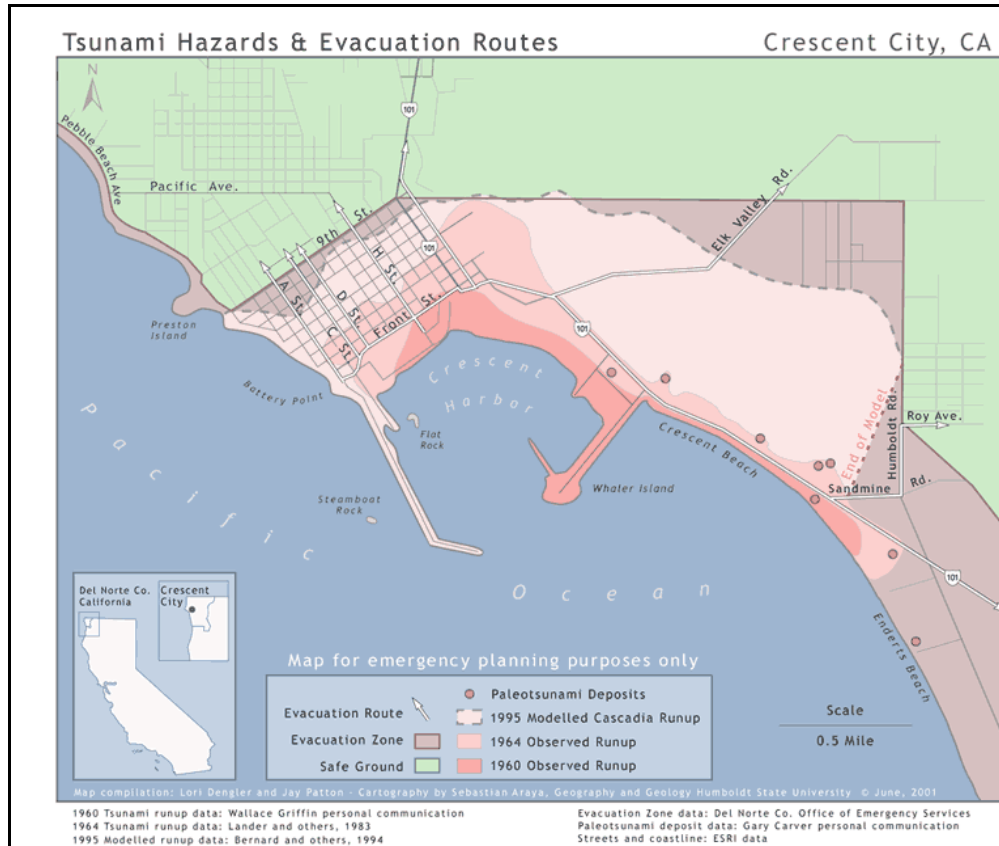 Tsunami Hazards & Evacuation Routes
Crescent City, CA
N
101
Pebble Beach Ave
Pacific Ave.
9th St.
Elk Valley Rd.
H St.
101
A St.
D St.
C St.
Front St.
Preston
Island
101
Battery Point
Crescent
Harbor
Flat
Rock
Crescent Beach
End of Model
Humboldt Rd.
Roy Ave.
Whaler Island
Sandmine Rd.
Steamboat
Rock
Pacific
Ocean
101
Enderts Beach
Del Norte Co.
California
Crescent
City
Map for emergency planning purposes only
Evacuation Route
Evacuation Zone
Safe Ground
Paleotsunami Deposits
1995 Modelled Cascadia Runup
1964 Observed Runup
1960 Observed Runup
Scale
0.5 Mile
Map compilation: Lori Dengler and Jay Patton - Cartography by Sebastian Araya, Geography and Geology Humboldt State University © June, 2001
1960 Tsunami runup data: Wallace Griffin personal communication
1964 Tsunami runup data: Lander and others, 1983
1995 Modelled runup data: Bernard and others, 1994
Evacuation Zone data: Del Norte Co. Office of Emergency Services
Paleotsunami deposit data: Gary Carver personal communication
Streets and coastline: ESRI data